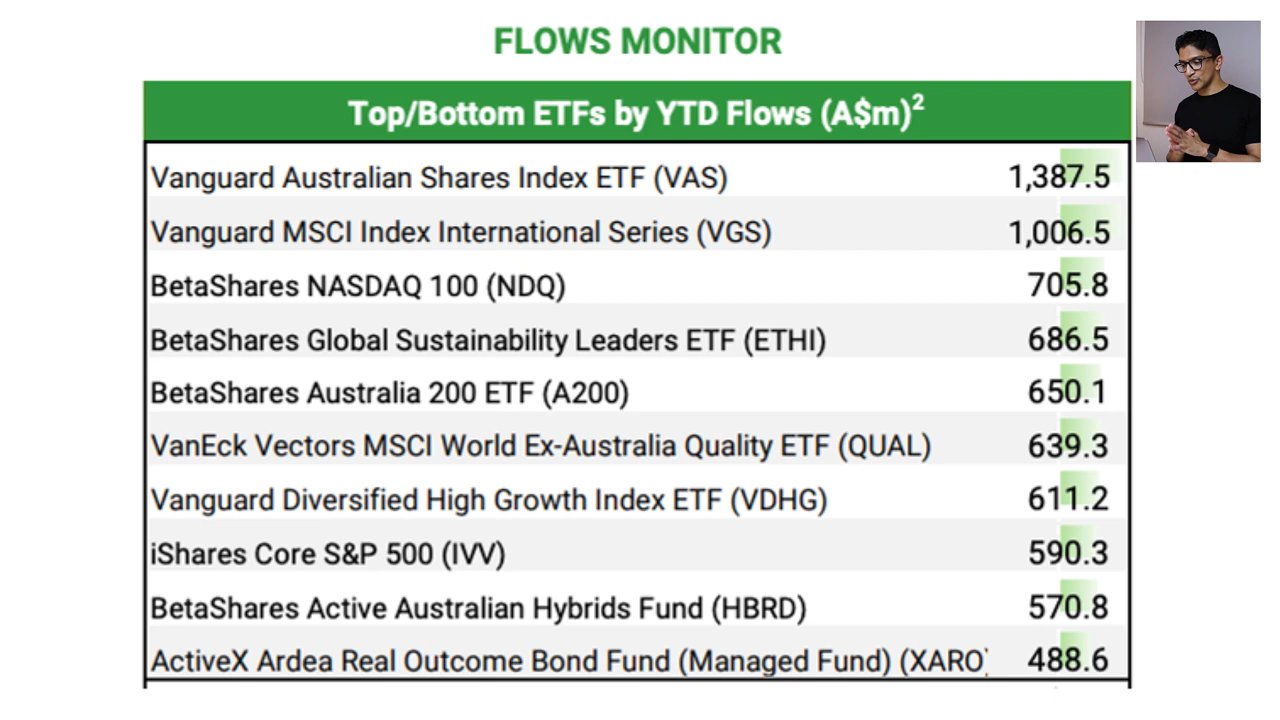 FLOWS MONITOR
Top/Bottom ETFs by YTD Flows (A$m)²
Vanguard Australian Shares Index ETF (VAS) 1,387.5
Vanguard MSCI Index International Series (VGS) 1,006.5
BetaShares NASDAQ 100 (NDQ) 705.8
BetaShares Global Sustainability Leaders ETF (ETHI) 686.5
BetaShares Australia 200 ETF (A200) 650.1
VanEck Vectors MSCI World Ex-Australia Quality ETF (QUAL) 639.3
Vanguard Diversified High Growth Index ETF (VDHG) 611.2
iShares Core S&P 500 (IVV) 590.3
BetaShares Active Australian Hybrids Fund (HBRD) 570.8
ActiveX Ardea Real Outcome Bond Fund (Managed Fund) (XARO) 488.6